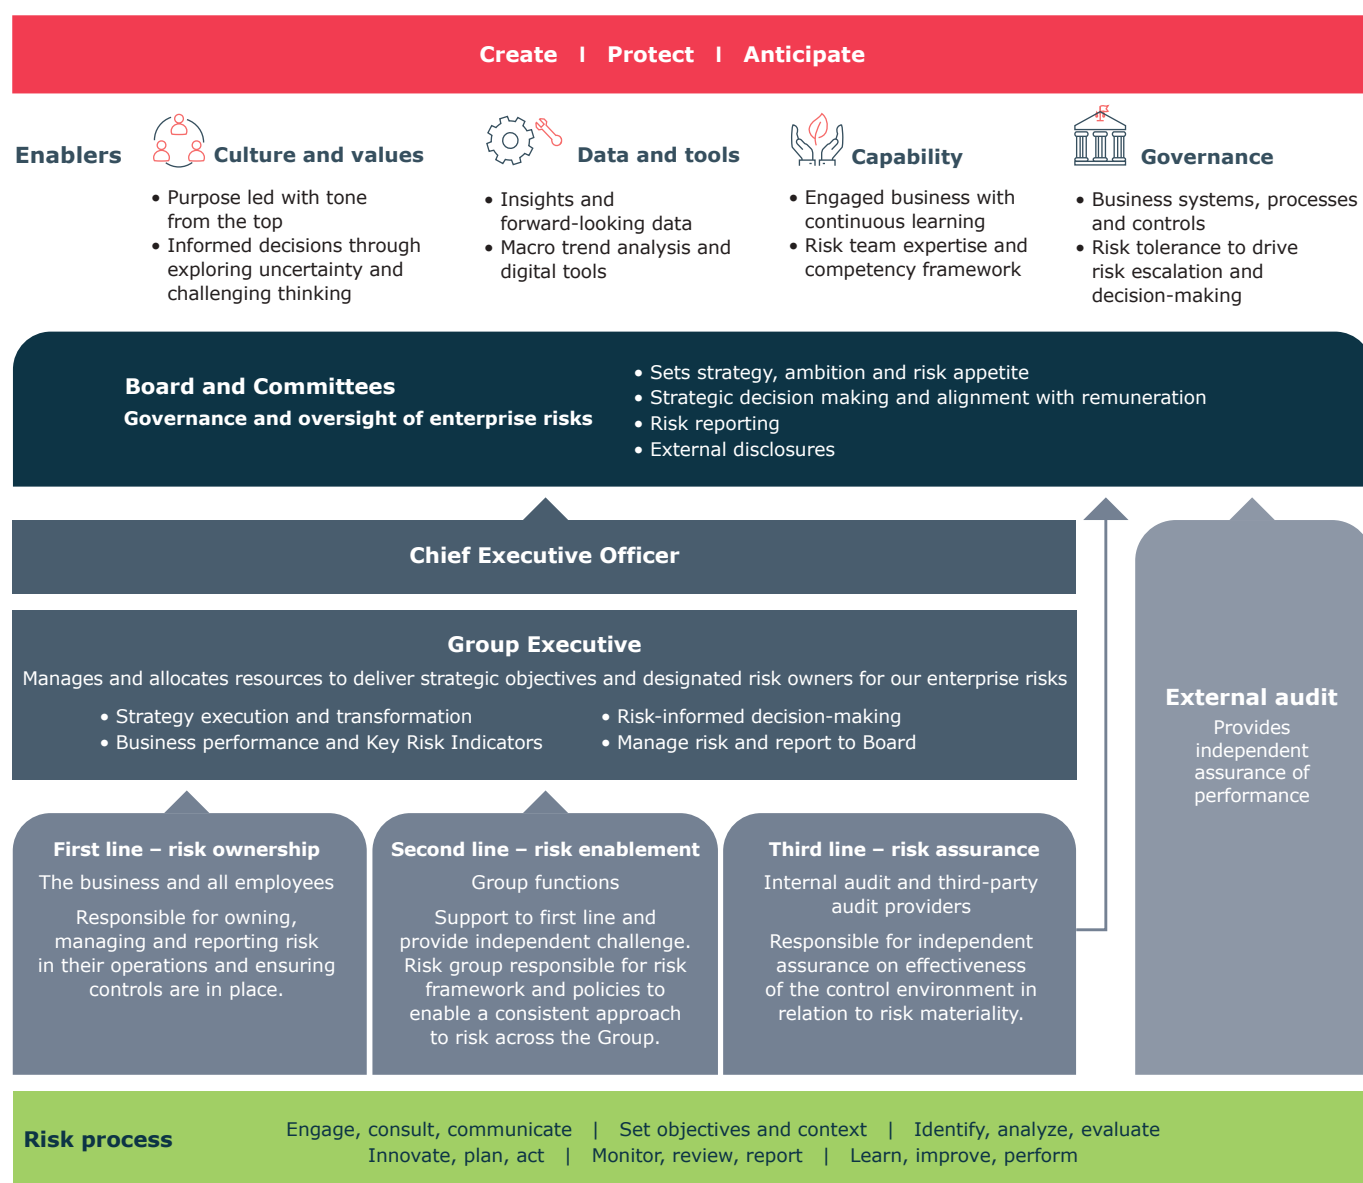 Create | Protect | Anticipate
Enablers
Culture and values
• Purpose led with tone
from the top
• Informed decisions through
exploring uncertainty and
challenging thinking
Data and tools
• Insights and
forward-looking data
• Macro trend analysis and
digital tools
Capability
• Engaged business with
continuous learning
• Risk team expertise and
competency framework
Governance
• Business systems, processes
and controls
• Risk tolerance to drive
risk escalation and
decision-making
Board and Committees
Governance and oversight of enterprise risks
• Sets strategy, ambition and risk appetite
• Strategic decision making and alignment with remuneration
• Risk reporting
• External disclosures
Chief Executive Officer
Group Executive
Manages and allocates resources to deliver strategic objectives and designated risk owners for our enterprise risks
• Strategy execution and transformation
• Business performance and Key Risk Indicators
• Risk-informed decision-making
• Manage risk and report to Board
External audit
Provides
independent
assurance of
performance
First line – risk ownership
The business and all employees
Responsible for owning,
managing and reporting risk
in their operations and ensuring
controls are in place.
Second line – risk enablement
Group functions
Support to first line and
provide independent challenge.
Risk group responsible for risk
framework and policies to
enable a consistent approach
to risk across the Group.
Third line – risk assurance
Internal audit and third-party
audit providers
Responsible for independent
assurance on effectiveness
of the control environment in
relation to risk materiality.
Risk process
Engage, consult, communicate | Set objectives and context | Identify, analyze, evaluate
Innovate, plan, act | Monitor, review, report | Learn, improve, perform